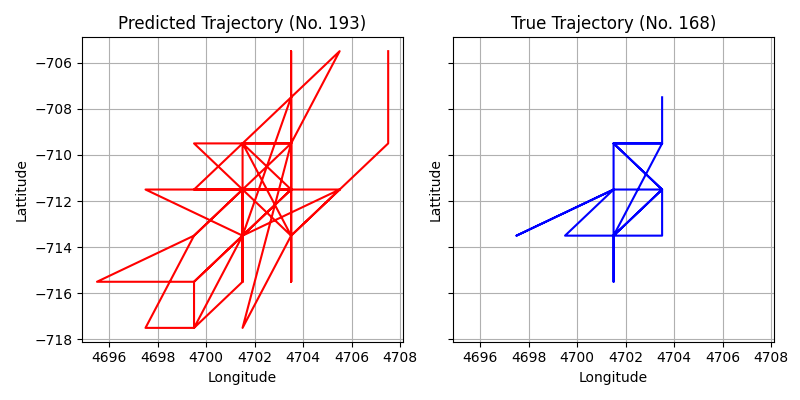 Predicted Trajectory (No. 193)
True Trajectory (No. 168)
−706
−708
−710
−712
−714
−716
−718
Lattitude
Lattitude
4696 4698 4700 4702 4704 4706 4708
4696 4698 4700 4702 4704 4706 4708
Longitude
Longitude